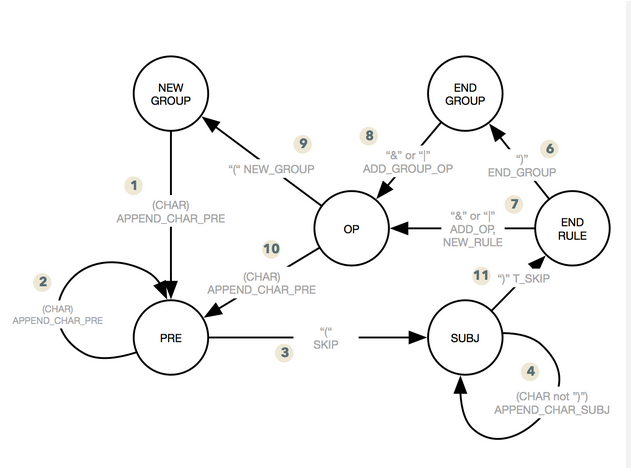 NEW
GROUP
END
GROUP
8
9
“&” or “|”
ADD_GROUP_OP
6
“)”
END_GROUP
“(“ NEW_GROUP
1
(CHAR)
APPEND_CHAR_PRE
7
“&” or “|”
ADD_OP,
NEW_RULE
OP
END
RULE
10
(CHAR)
APPEND_CHAR_PRE
11 “)” T_SKIP
2
(CHAR)
APPEND_CHAR_PRE
PRE
“(“
SKIP
3
SUBJ
4
(CHAR not ”)”)
APPEND_CHAR_SUBJ